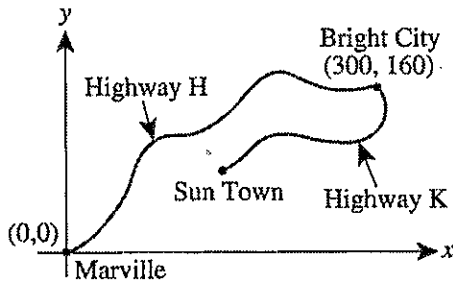 y
Bright City
(300, 160)
Highway H
Sun Town
Highway K
(0,0)
x
Marville